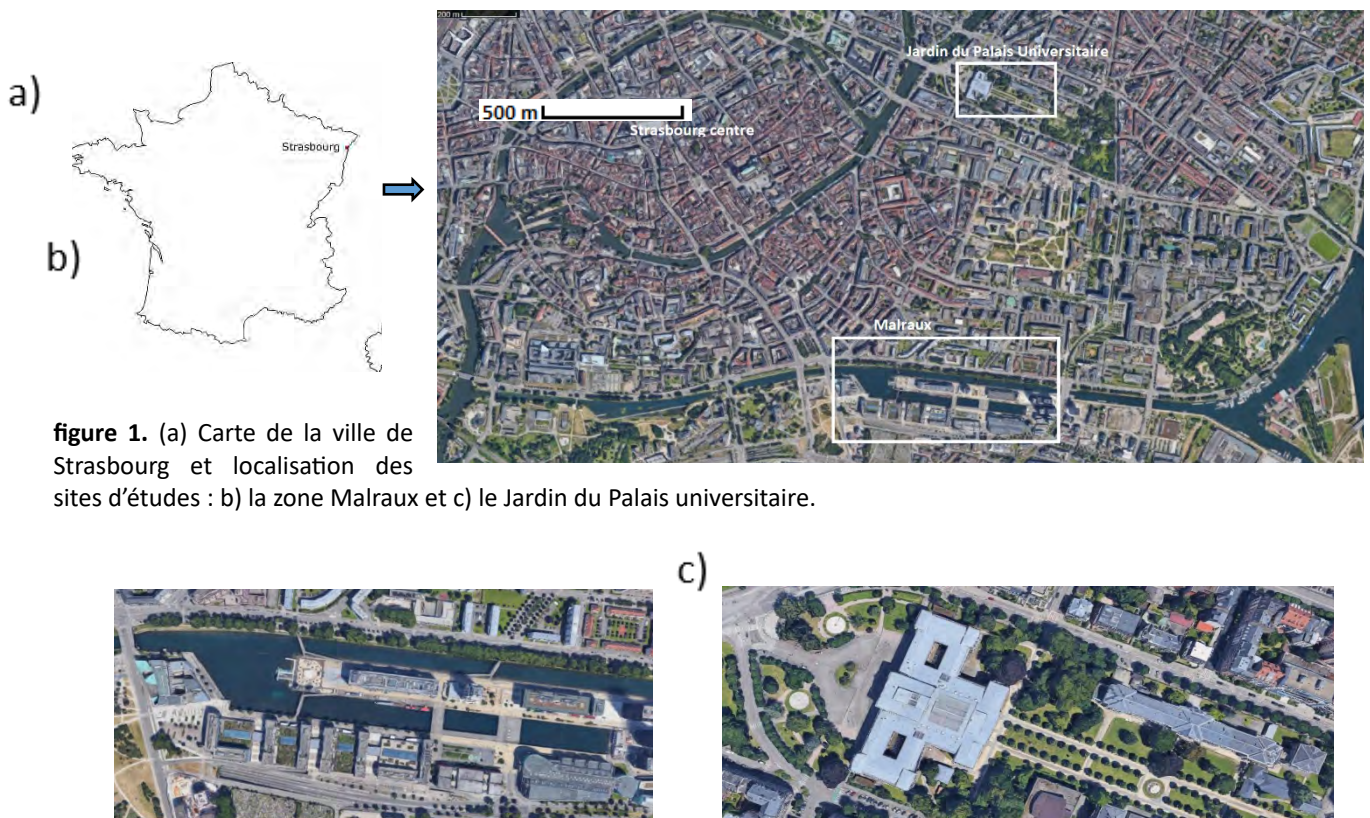 200 m
Jardin du Palais Universitaire
a)
500 m
Strasbourg centre
Strasbourg
b)
Malraux
figure 1. (a) Carte de la ville de
Strasbourg et localisation des
sites d’études : b) la zone Malraux et c) le Jardin du Palais universitaire.
c)